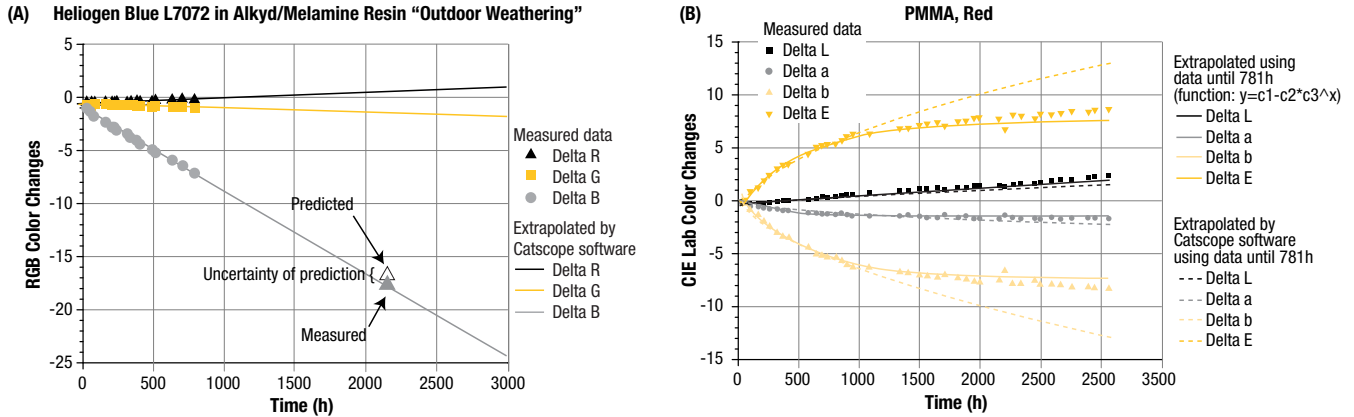 (A) Heliogen Blue L7072 in Alkyd/Melamine Resin “Outdoor Weathering”
RGB Color Changes
5
0
-5
-10
-15
-20
-25
0 500 1000 1500 2000 2500 3000
Time (h)
Predicted
Uncertainty of prediction {
Measured
Measured data
Delta R
Delta G
Delta B
Extrapolated by
Catscope software
Delta R
Delta G
Delta B
(B) PMMA, Red
CIE Lab Color Changes
15
10
5
0
-5
-10
-15
0 500 1000 1500 2000 2500 2500 3500
Time (h)
Measured data
Delta L
Delta a
Delta b
Delta E
Extrapolated using
data until 781h
(function: y=c1-c2*c3^x)
Delta L
Delta a
Delta b
Delta E
Extrapolated by
Catscope software
using data until 781h
Delta L
Delta a
Delta b
Delta E